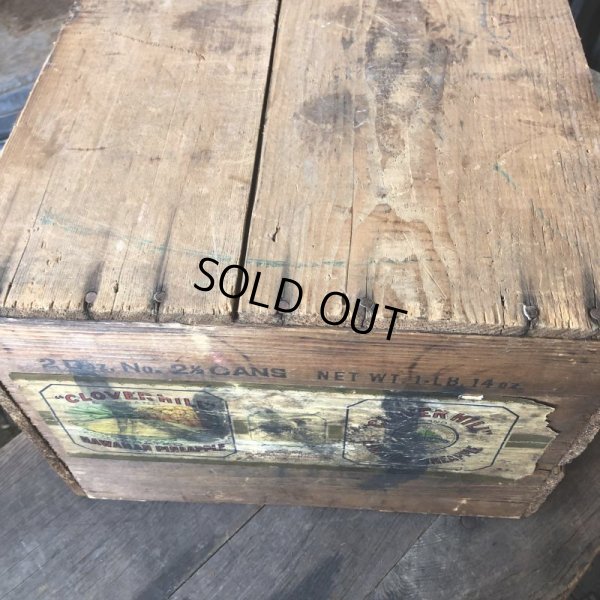 SOLD OUT
2 Doz. No. 2½ CANS NET WT. 1-LB. 14 oz
"CLOVER HILL"
HAWAIIAN PINEAPPLE
CLOVER HILL"
PINEAPPLE